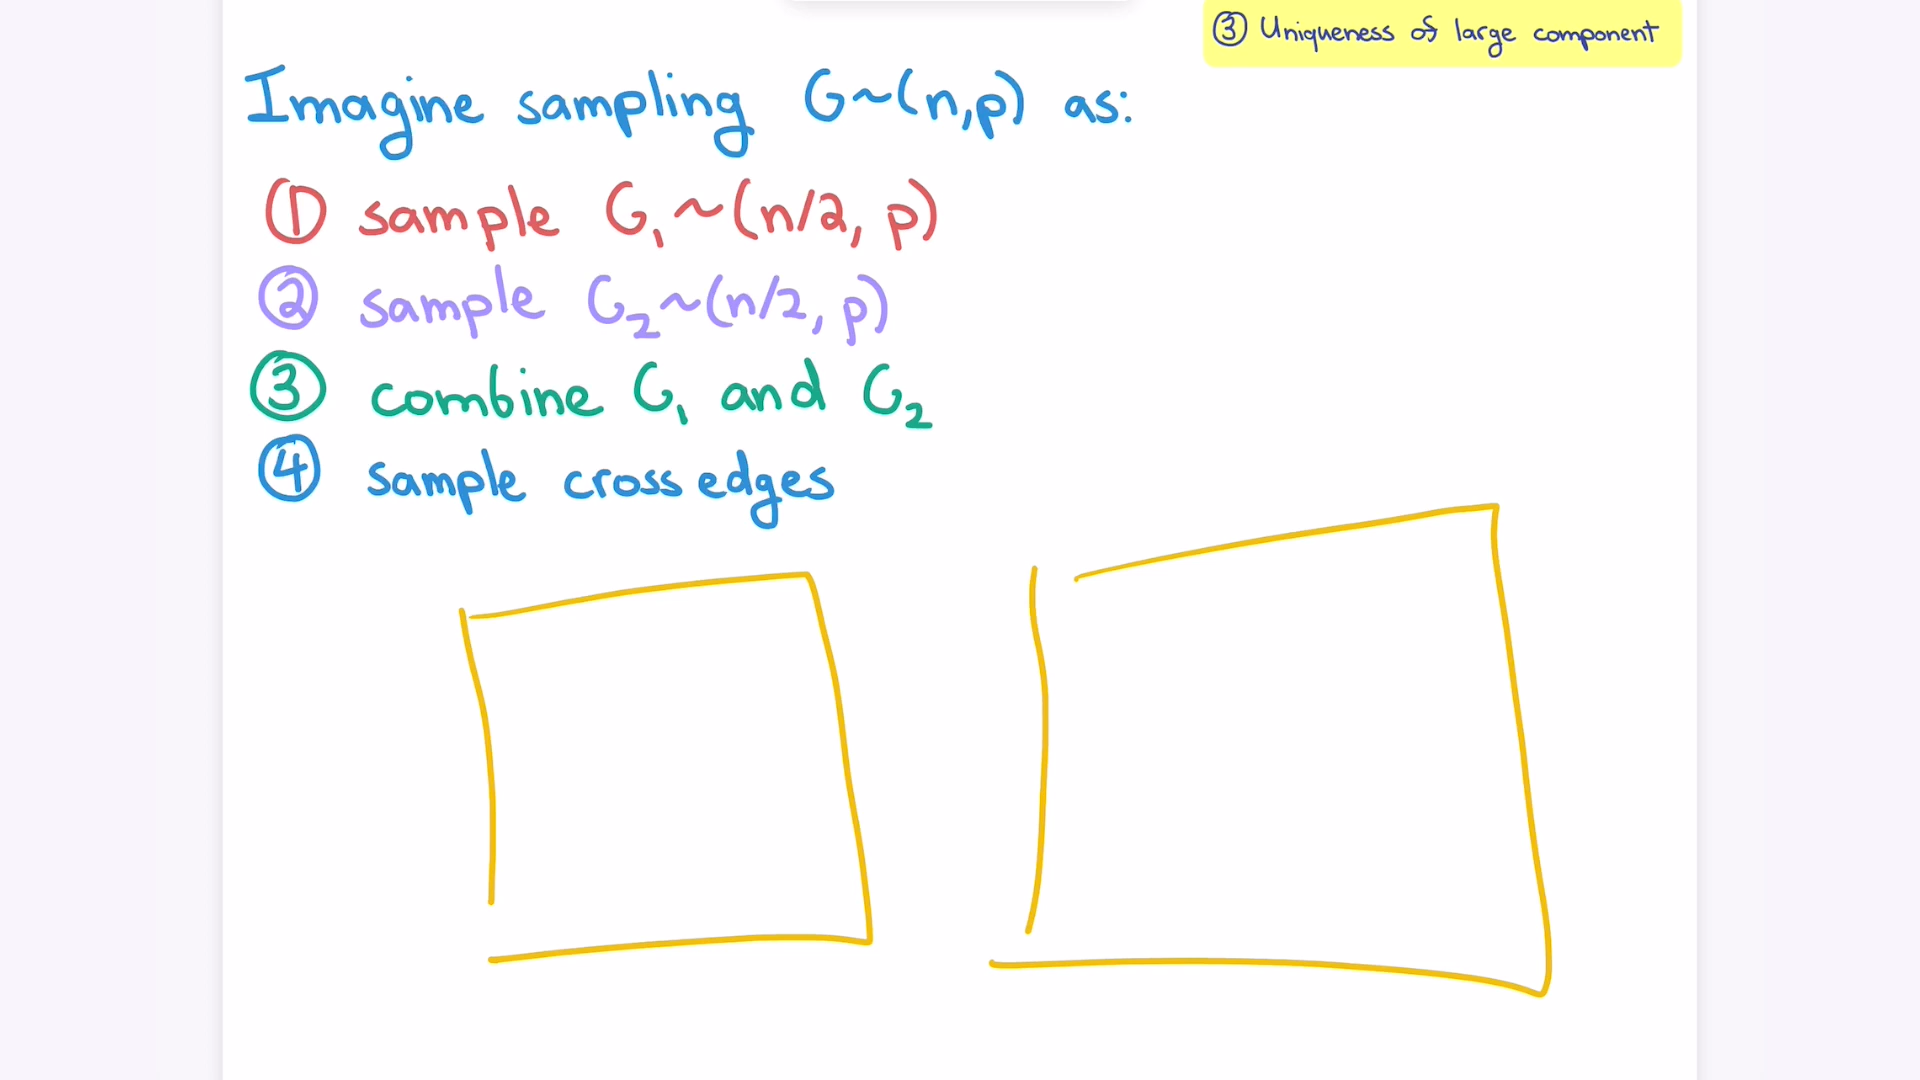 ③ Uniqueness of large component
Imagine sampling G~(n,p) as:
① sample G₁~(n/2, p)
② sample G₂~(n/2, p)
③ combine G₁ and G₂
④ sample cross edges